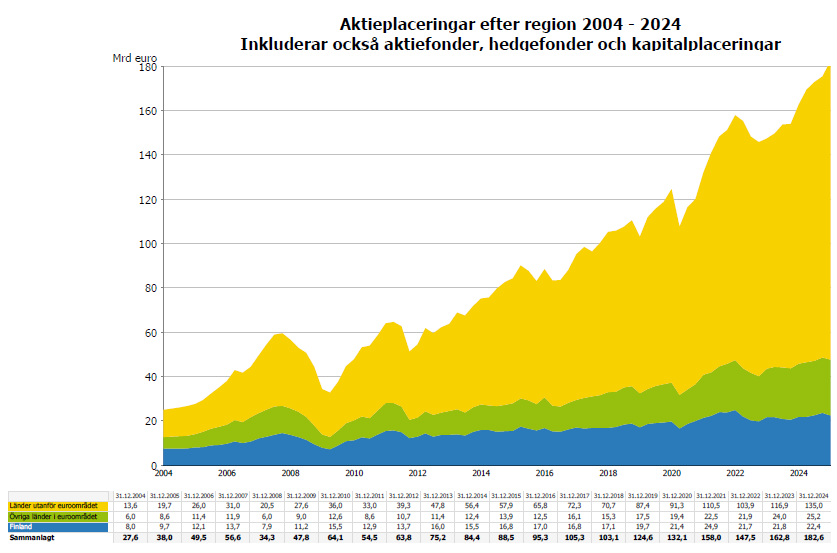 Aktieplaceringar efter region 2004 - 2024
Inkluderar också aktiefonder, hedgefonder och kapitalplaceringar
Mrd euro
180
160
140
120
100
80
60
40
20
0
2004 2006 2008 2010 2012 2014 2016 2018 2020 2022 2024
31.12.2004 31.12.2005 31.12.2006 31.12.2007 31.12.2008 31.12.2009 31.12.2010 31.12.2011 31.12.2012 31.12.2013 31.12.2014 31.12.2015 31.12.2016 31.12.2017 31.12.2018 31.12.2019 31.12.2020 31.12.2021 31.12.2022 31.12.2023 31.12.2024
Länder utanför euroområdet 13,6 19,7 26,0 31,0 20,5 27,6 36,0 33,0 39,3 47,8 56,4 57,9 65,8 72,3 70,7 87,4 91,3 110,5 103,9 116,9 135,0
Övriga länder i euroområdet 6,0 8,6 11,4 11,9 6,0 9,0 12,6 8,6 10,7 11,4 12,4 13,9 12,5 16,1 15,3 17,5 19,4 22,5 21,9 24,0 25,2
Finland 8,0 9,7 12,1 13,7 7,9 11,2 15,5 12,9 13,7 16,0 15,5 16,8 17,0 16,8 17,1 19,7 21,4 24,9 21,7 21,8 22,4
Sammanlagt 27,6 38,0 49,5 56,6 34,3 47,8 64,1 54,5 63,8 75,2 84,4 88,5 95,3 105,3 103,1 124,6 132,1 158,0 147,5 162,8 182,6